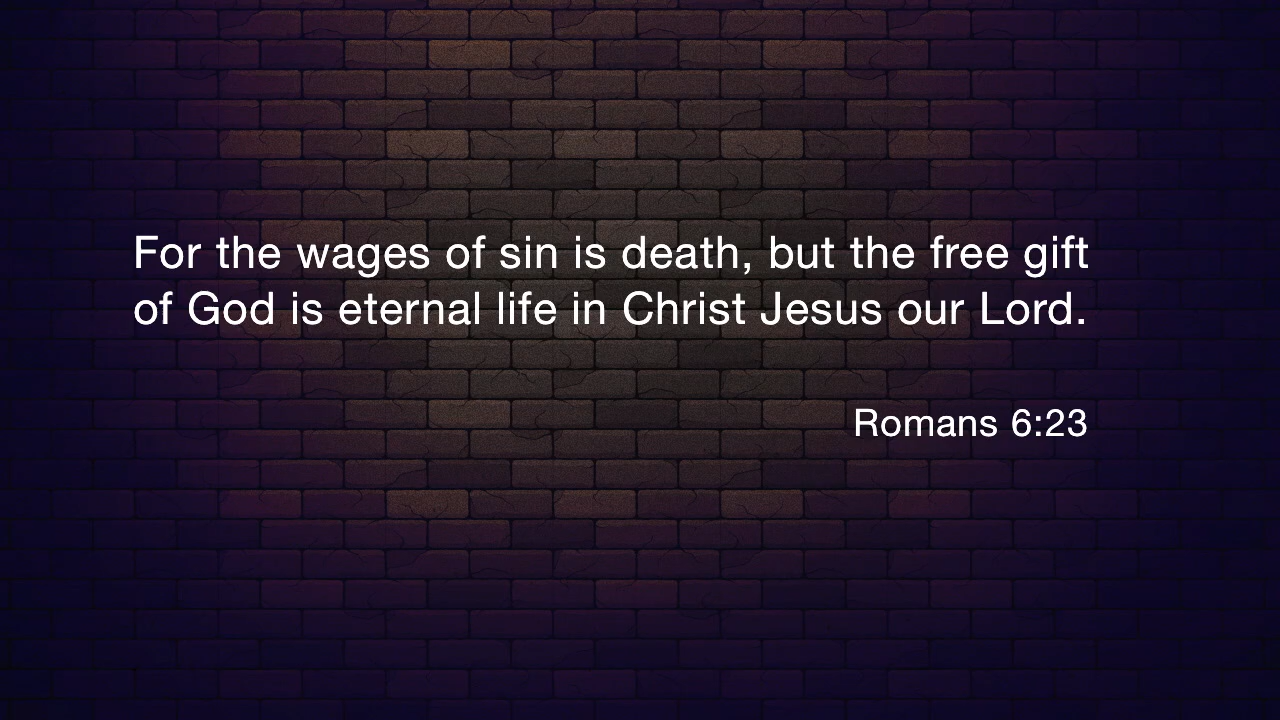 For the wages of sin is death, but the free gift
of God is eternal life in Christ Jesus our Lord.
Romans 6:23